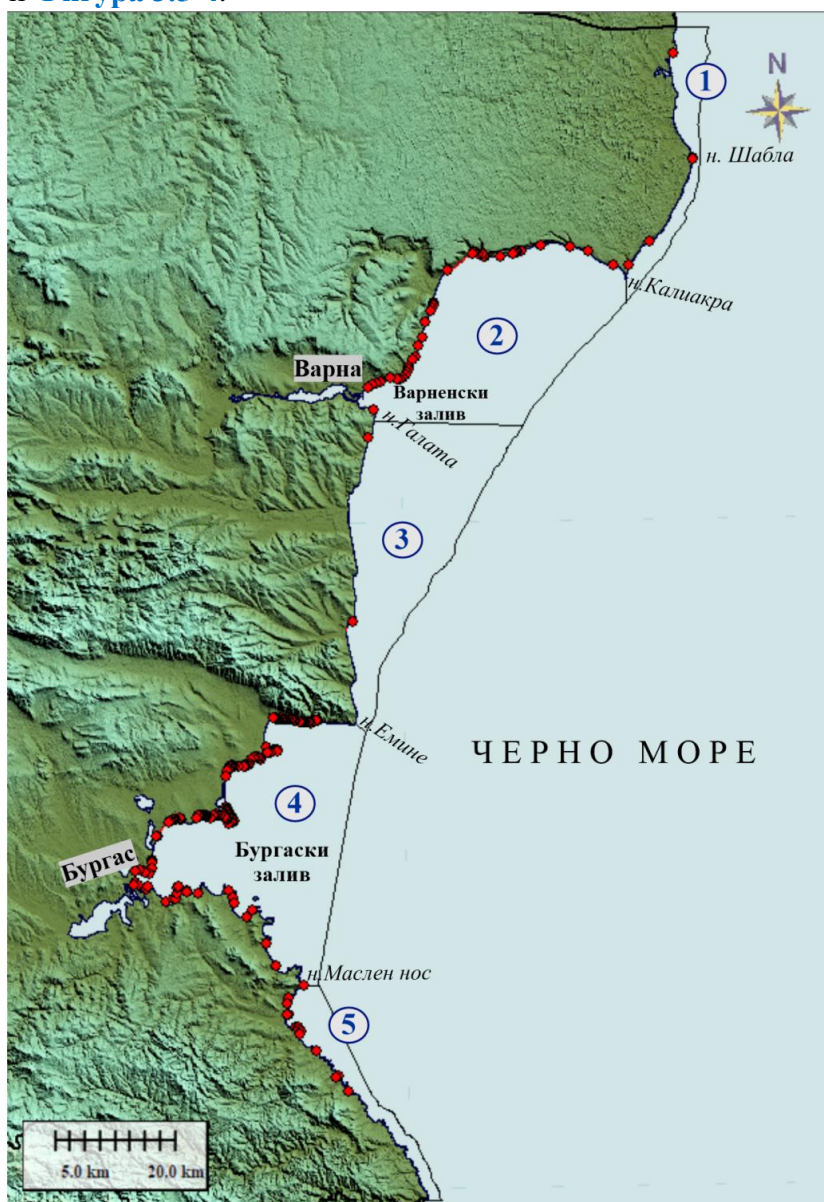 и Фигура 3.3-4.
N
1
н. Шабла
н.Калиакра
2
Варна
Варненски
залив
н.Галата
3
н.Емине
ЧЕРНО МОРЕ
4
Бургаски
залив
Бургас
н.Маслен нос
5
5.0 km 20.0 km